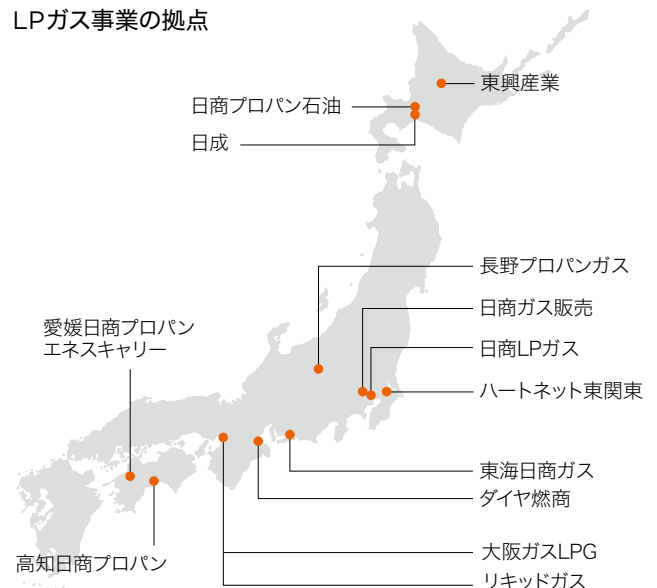 LPガス事業の拠点
東興産業
日商プロパン石油
日成
長野プロパンガス
日商ガス販売
愛媛日商プロパン
エネスキャリー
日商LPガス
ハートネット東関東
東海日商ガス
ダイヤ燃商
高知日商プロパン
大阪ガスLPG
リキッドガス